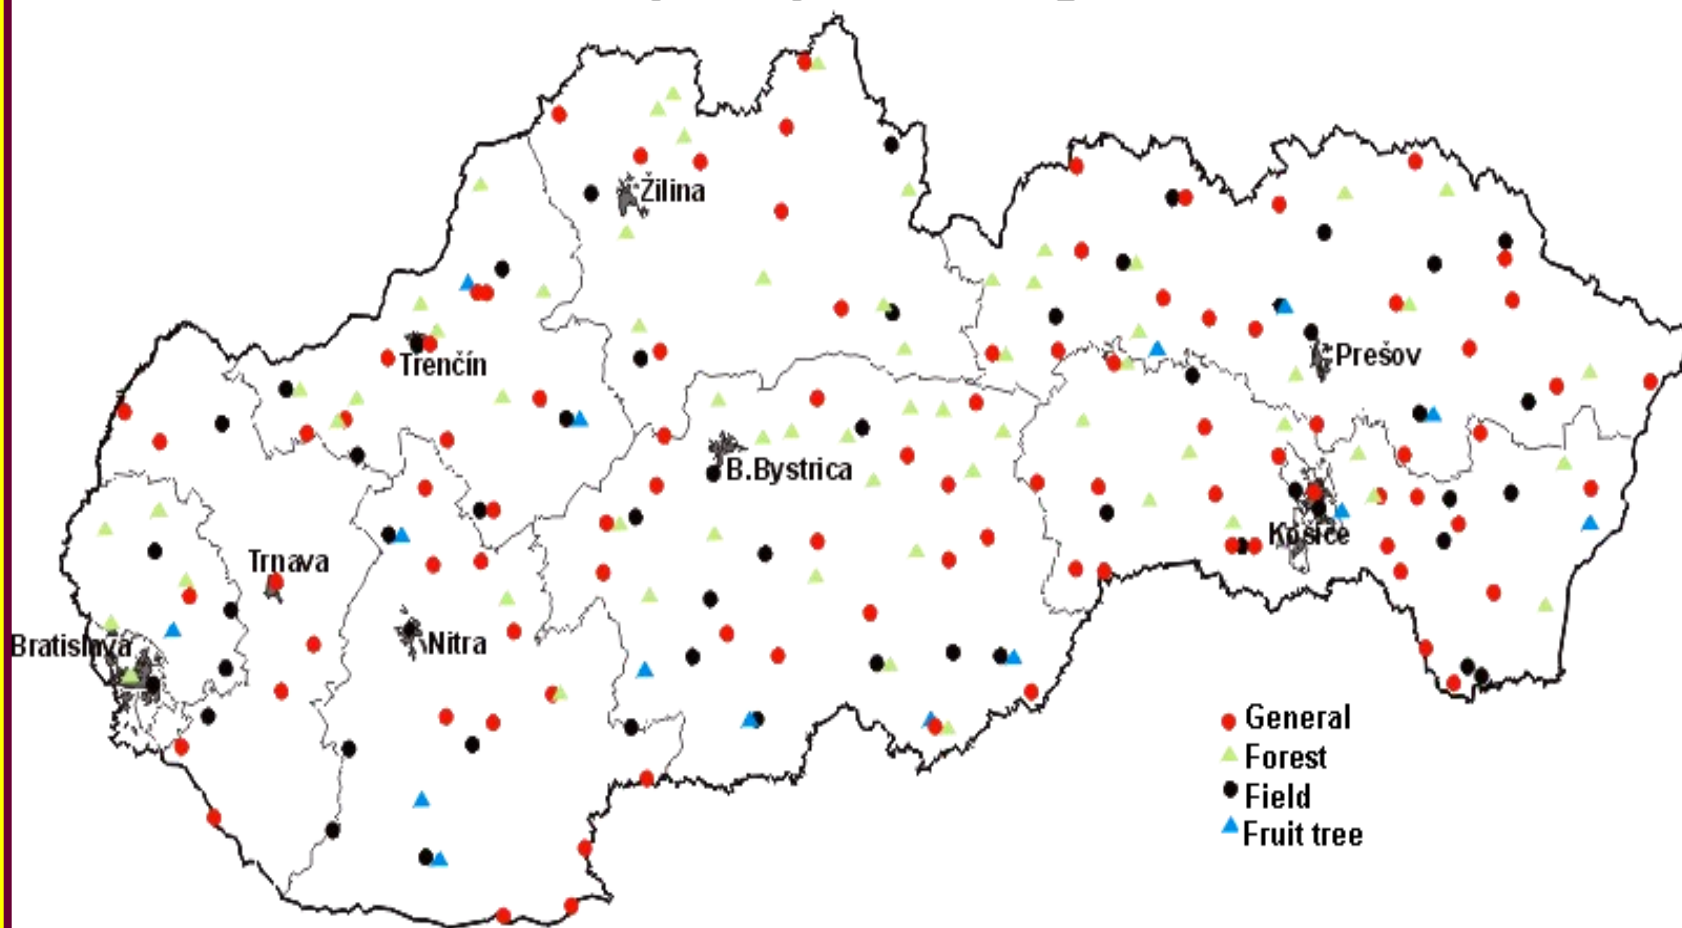 Žilina
Trenčín
Prešov
B.Bystrica
Košice
Trnava
Nitra
Bratislava
General
Forest
Field
Fruit tree